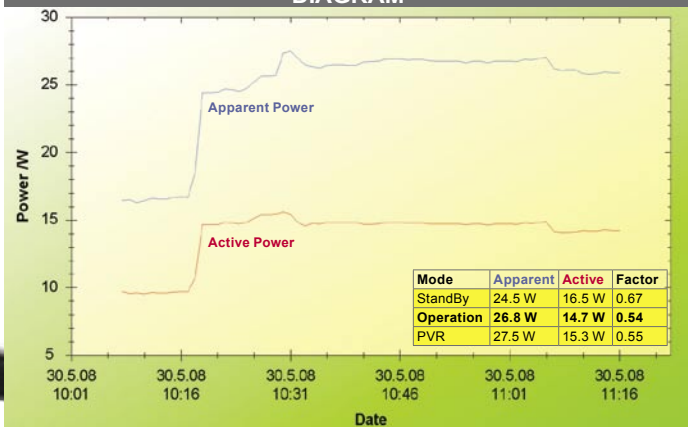 DIAGRAM
30
25
20
15
10
5
Power /W
Apparent Power
Active Power
Mode Apparent Active Factor
StandBy 24.5 W 16.5 W 0.67
Operation 26.8 W 14.7 W 0.54
PVR 27.5 W 15.3 W 0.55
30.5.08 30.5.08 30.5.08 30.5.08 30.5.08 30.5.08
10:01 10:16 10:31 10:46 11:01 11:16
Date